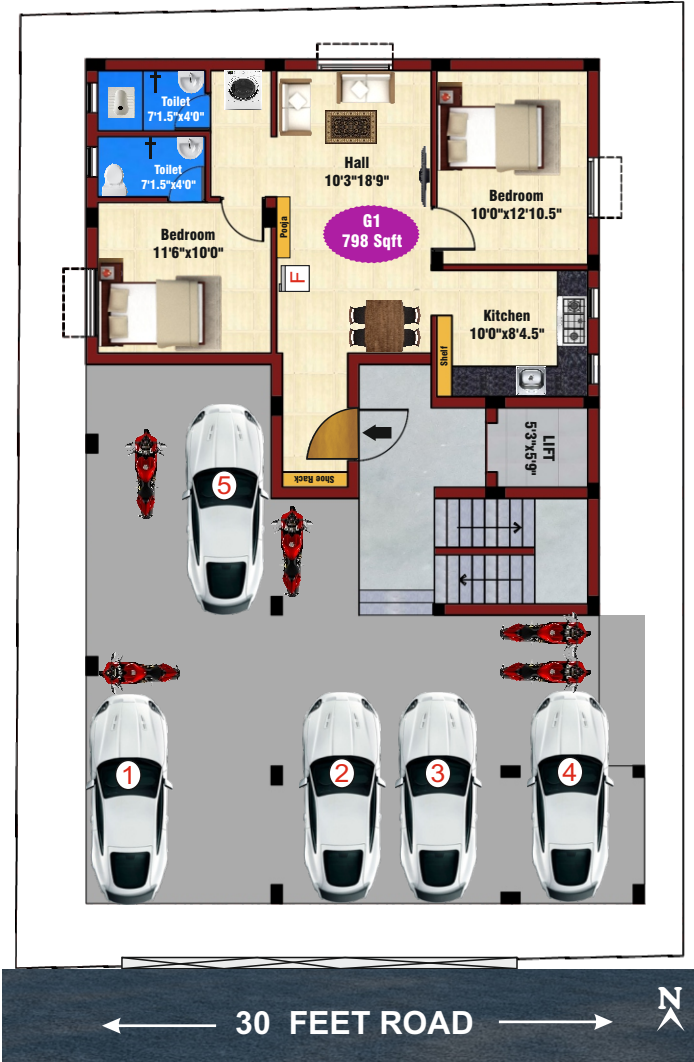 Toilet
7'1.5"x4'0"
Toilet
7'1.5"x4'0"
Hall
10'3"18'9"
Bedroom
10'0"x12'10.5"
G1
798 Sqft
Pooja
Bedroom
11'6"x10'0"
F
Kitchen
10'0"x8'4.5"
Shelf
LIFT
5'3"x5'9"
Shoe Rack
5
1
2
3
4
30 FEET ROAD
N